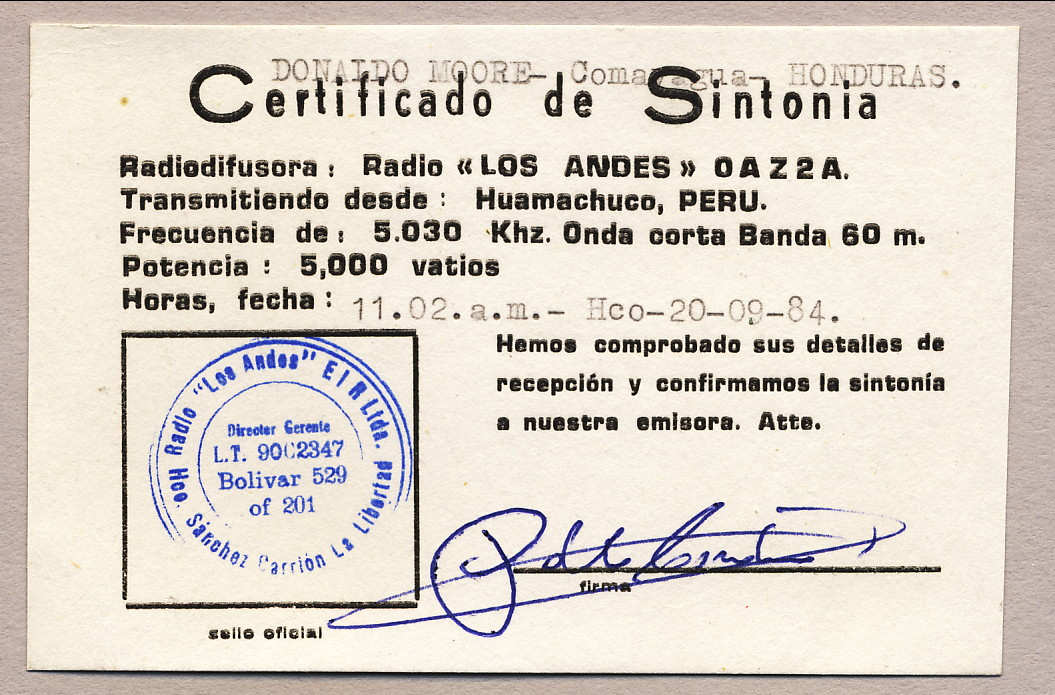 DONALDO MOORE- Comayagua- HONDURAS.
Certificado de Sintonia
Radiodifusora : Radio «LOS ANDES» OAZ2A.
Transmitiendo desde : Huamachuco, PERU.
Frecuencia de : 5.030 Khz. Onda corta Banda 60 m.
Potencia : 5,000 vatios
Horas, fecha : 11.02.a.m.- Hco-20-09-84.
Hemos comprobado sus detalles de
recepción y confirmamos la sintonía
a nuestra emisora. Atte.
Hco. Radio "Los Andes" EIRLtda.
Director Gerente
L.T. 9002347
Bolivar 529
of 201
Sánchez Carrión La Libertad
firma
sello oficial